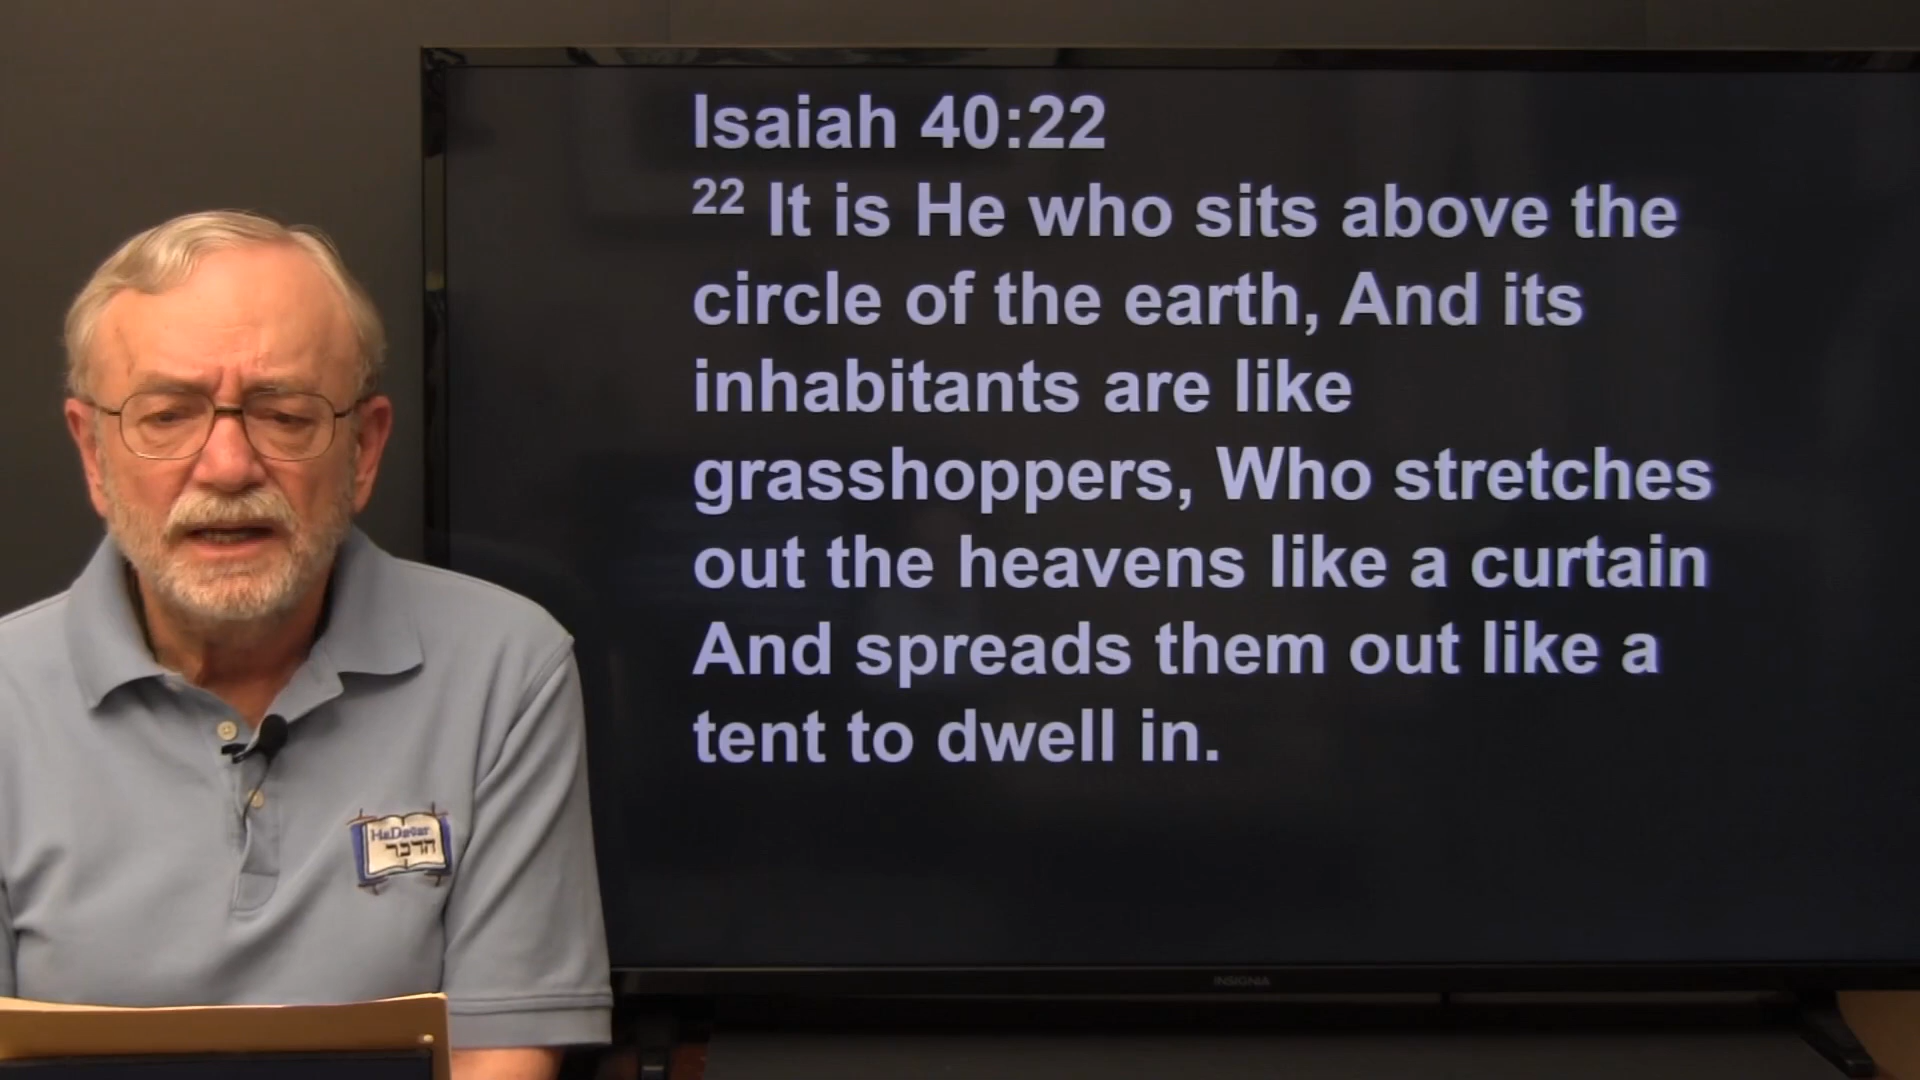 Isaiah 40:22
22 It is He who sits above the
circle of the earth, And its
inhabitants are like
grasshoppers, Who stretches
out the heavens like a curtain
And spreads them out like a
tent to dwell in.
HaDavar
הדבר
INSIGNIA